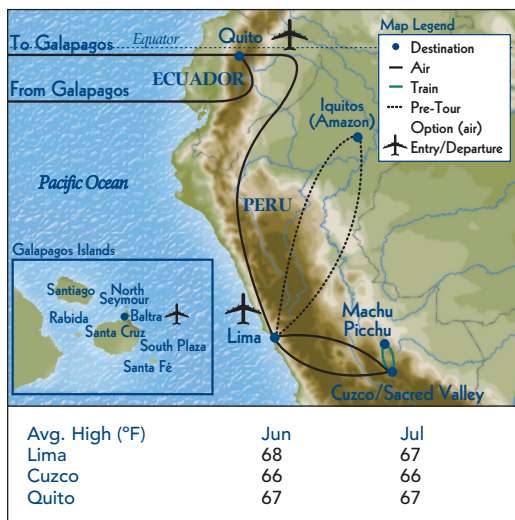 To Galapagos
Equator
Quito
Map Legend
Destination
Air
Train
Pre-Tour
Option (air)
Entry/Departure
ECUADOR
From Galapagos
Iquitos
(Amazon)
Pacific Ocean
PERU
Galapagos Islands
Santiago
North
Seymour
Baltra
Rabida
Santa Cruz
South Plaza
Santa Fé
Lima
Machu
Picchu
Cuzco/Sacred Valley
Avg. High (ºF) Jun Jul
Lima 68 67
Cuzco 66 66
Quito 67 67